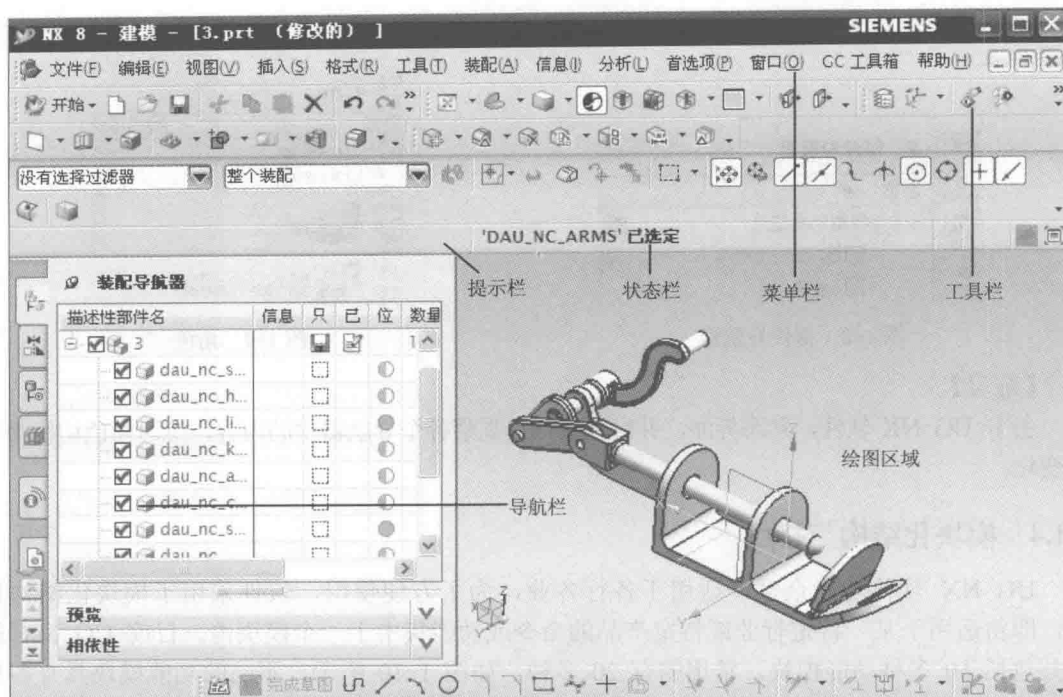 NX 8 - 建模 - [3.prt （修改的） ]
SIEMENS
文件(F) 编辑(E) 视图(V) 插入(S) 格式(R) 工具(T) 装配(A) 信息(I) 分析(L) 首选项(P) 窗口(O) GC 工具箱 帮助(H)
开始
没有选择过滤器 整个装配
'DAU_NC_ARMS' 已选定
提示栏 状态栏 菜单栏 工具栏
装配导航器
描述性部件名 信息 只 已 位 数量
3 1
dau_nc_s...
dau_nc_h...
dau_nc_li...
dau_nc_k...
dau_nc_a...
dau_nc_c...
dau_nc_s...
dau_nc
绘图区域
导航栏
预览
相依性
X Z
完成草图